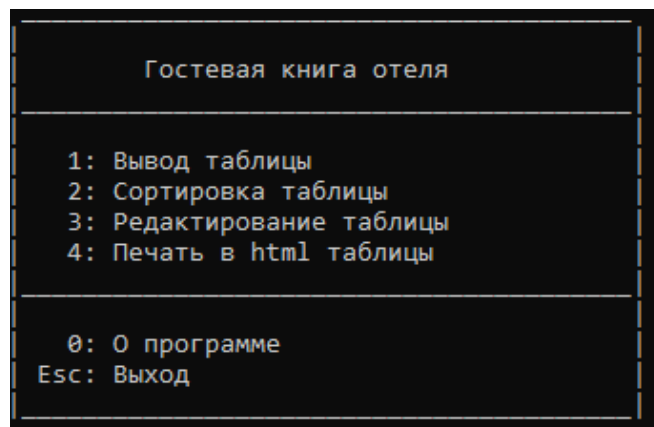 Гостевая книга отеля
1: Вывод таблицы
2: Сортировка таблицы
3: Редактирование таблицы
4: Печать в html таблицы
0: О программе
Esc: Выход